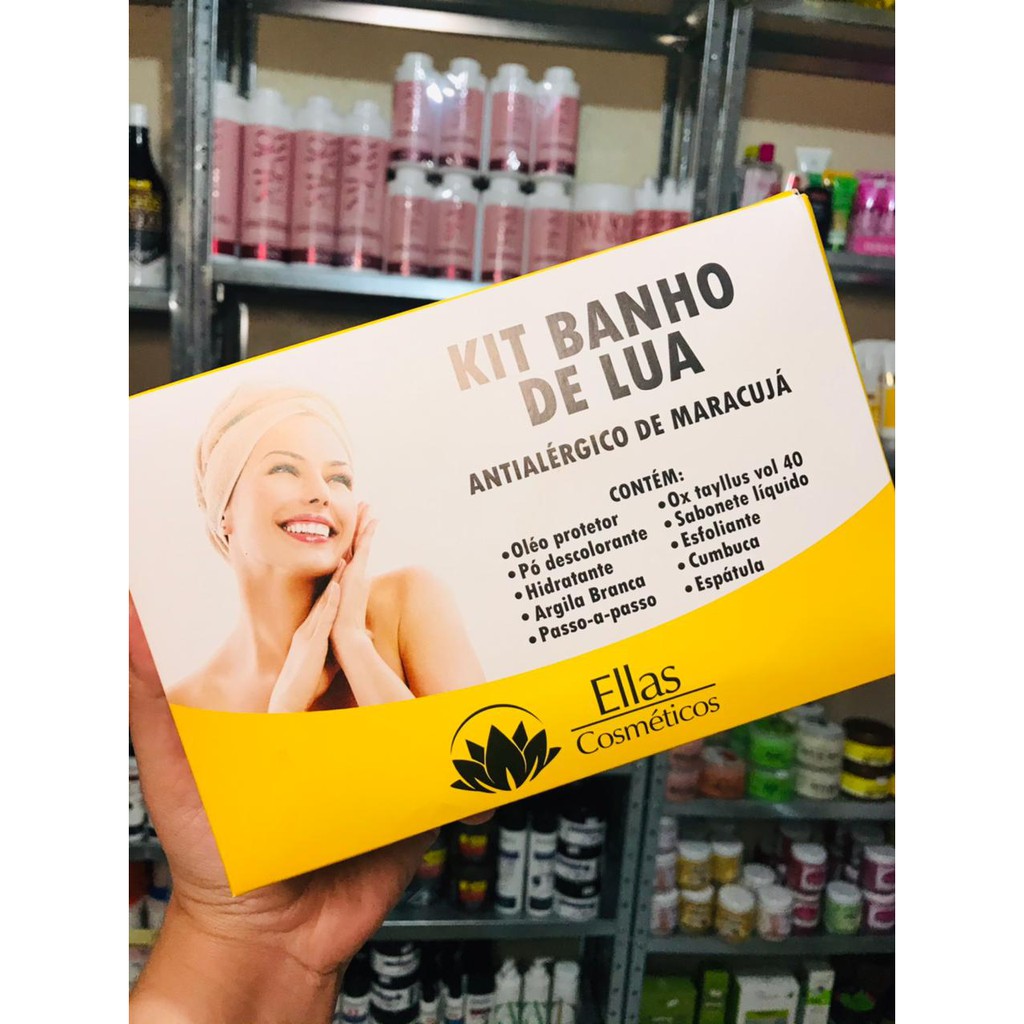 KIT BANHO
DE LUA
ANTIALÉRGICO DE MARACUJÁ
CONTÉM:
•Oléo protetor
•Pó descolorante
•Hidratante
•Argila Branca
•Passo-a-passo
•Ox tayllus vol 40
•Sabonete líquido
•Esfoliante
•Cumbuca
•Espátula
Ellas
Cosméticos